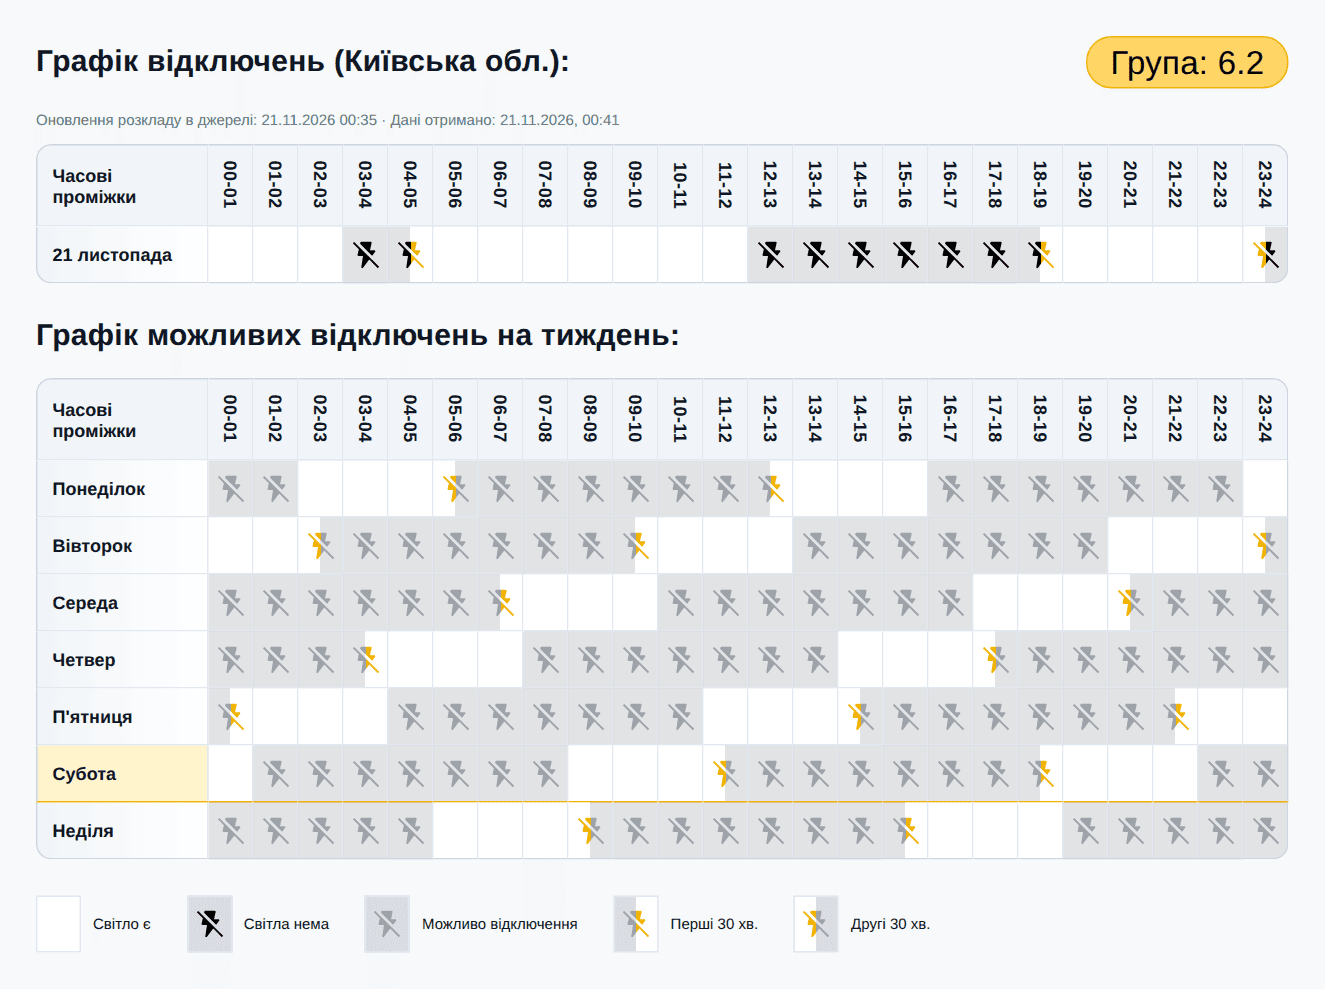 Графік відключень (Київська обл.):
Група: 6.2
Оновлення розкладу в джерелі: 21.11.2026 00:35 · Дані отримано: 21.11.2026, 00:41
Часові
проміжки
00-01 01-02 02-03 03-04 04-05 05-06 06-07 07-08 08-09 09-10 10-11 11-12 12-13 13-14 14-15 15-16 16-17 17-18 18-19 19-20 20-21 21-22 22-23 23-24
21 листопада
Графік можливих відключень на тиждень:
Часові
проміжки
00-01 01-02 02-03 03-04 04-05 05-06 06-07 07-08 08-09 09-10 10-11 11-12 12-13 13-14 14-15 15-16 16-17 17-18 18-19 19-20 20-21 21-22 22-23 23-24
Понеділок
Вівторок
Середа
Четвер
П'ятниця
Субота
Неділя
Світло є
Світла нема
Можливо відключення
Перші 30 хв.
Другі 30 хв.